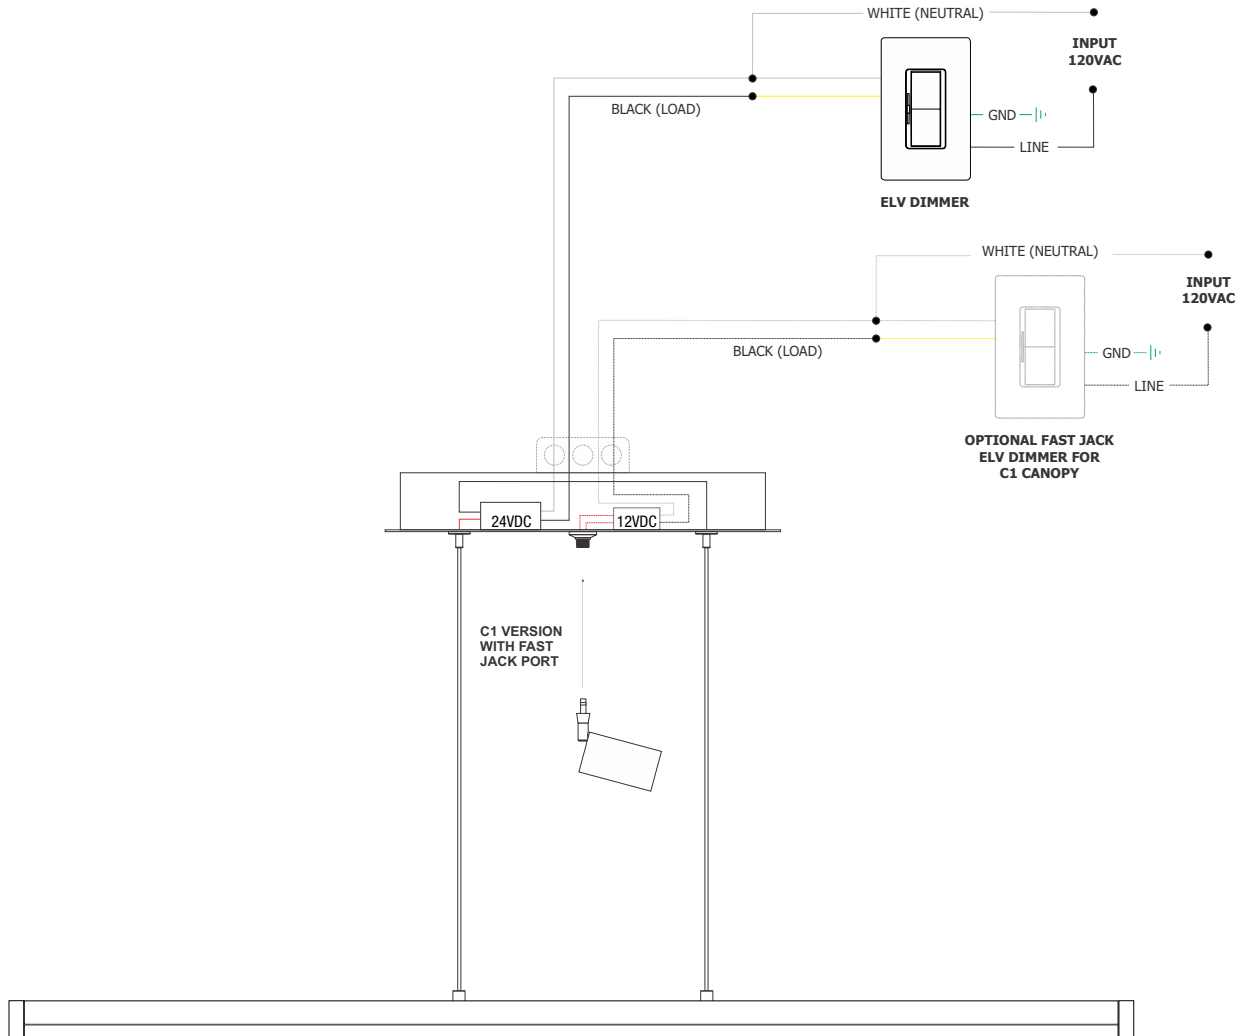 WHITE (NEUTRAL)
INPUT
120VAC
BLACK (LOAD)
GND
LINE
ELV DIMMER
WHITE (NEUTRAL)
INPUT
120VAC
BLACK (LOAD)
GND
LINE
OPTIONAL FAST JACK
ELV DIMMER FOR
C1 CANOPY
24VDC
12VDC
C1 VERSION
WITH FAST
JACK PORT